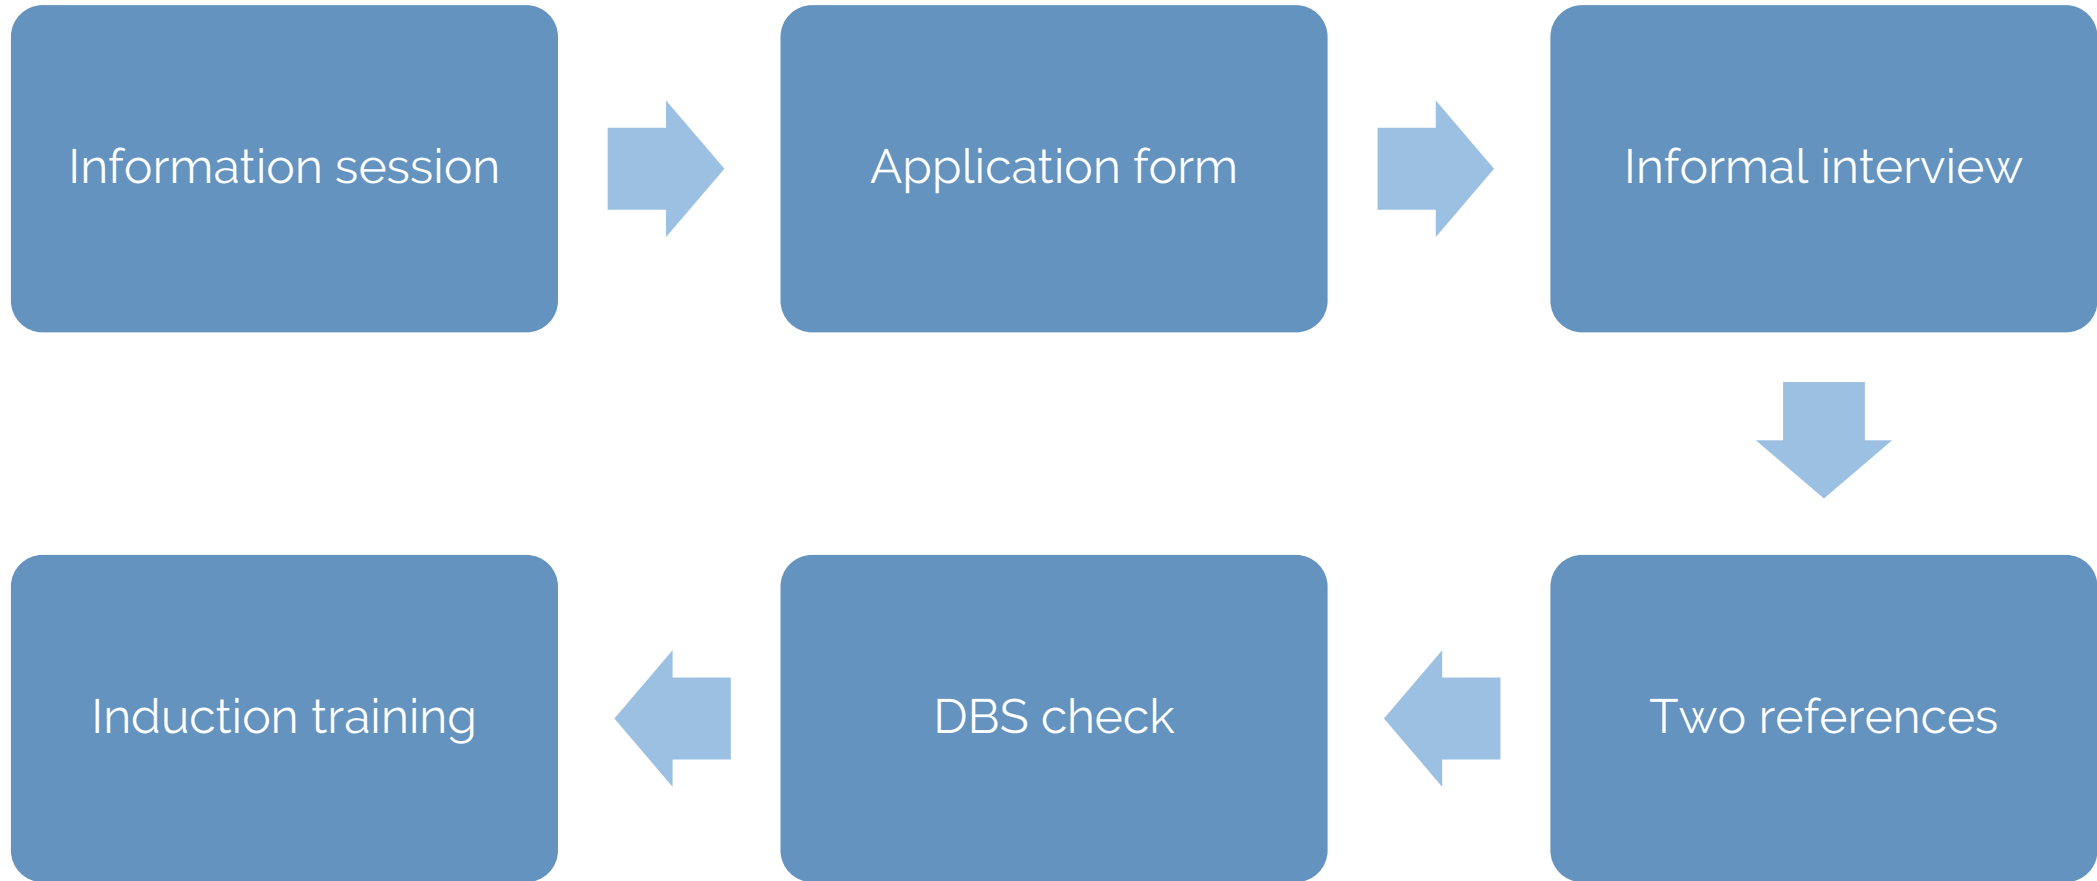 Information session
Application form
Informal interview
Two references
DBS check
Induction training